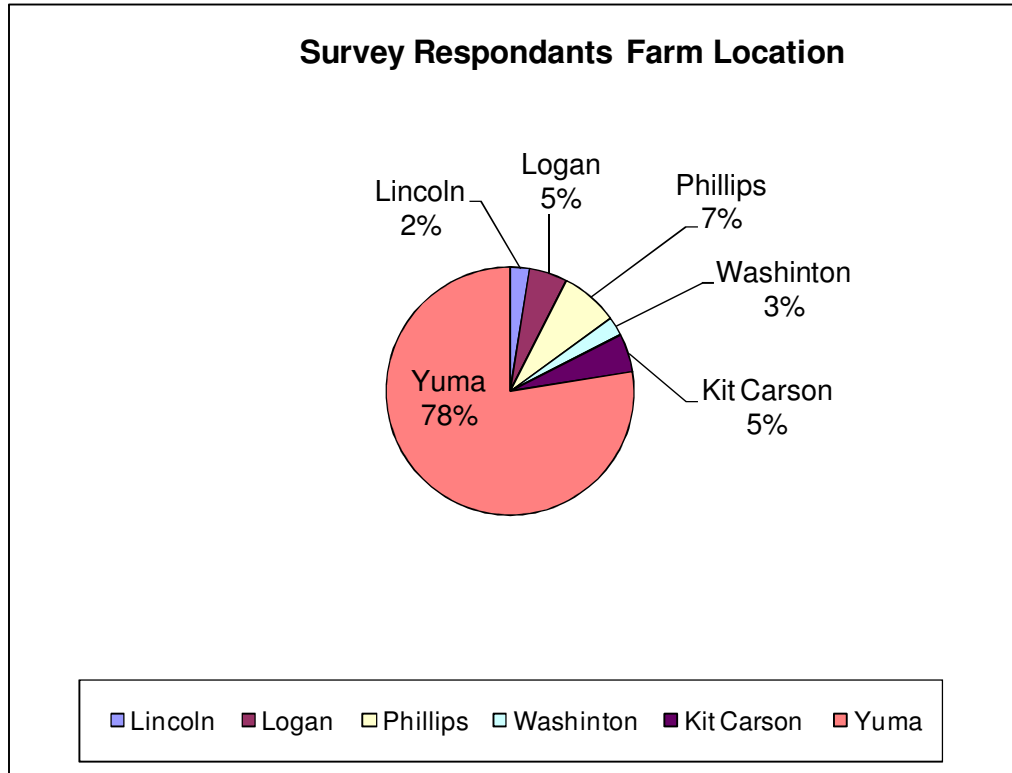 Survey Respondants Farm Location
Lincoln
2%
Logan
5%
Phillips
7%
Washinton
3%
Kit Carson
5%
Yuma
78%
Lincoln Logan Phillips Washinton Kit Carson Yuma